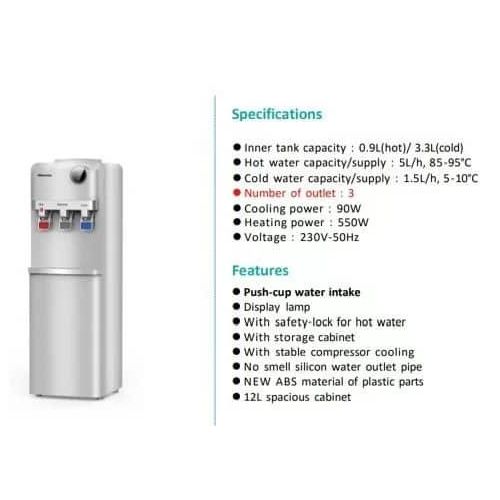 Specifications
● Inner tank capacity : 0.9L(hot)/ 3.3L(cold)
● Hot water capacity/supply : 5L/h, 85-95°C
● Cold water capacity/supply : 1.5L/h, 5-10°C
● Number of outlet : 3
● Cooling power : 90W
● Heating power : 550W
● Voltage : 230V-50Hz
Features
● Push-cup water intake
● Display lamp
● With safety-lock for hot water
● With storage cabinet
● With stable compressor cooling
● No smell silicon water outlet pipe
● NEW ABS material of plastic parts
● 12L spacious cabinet